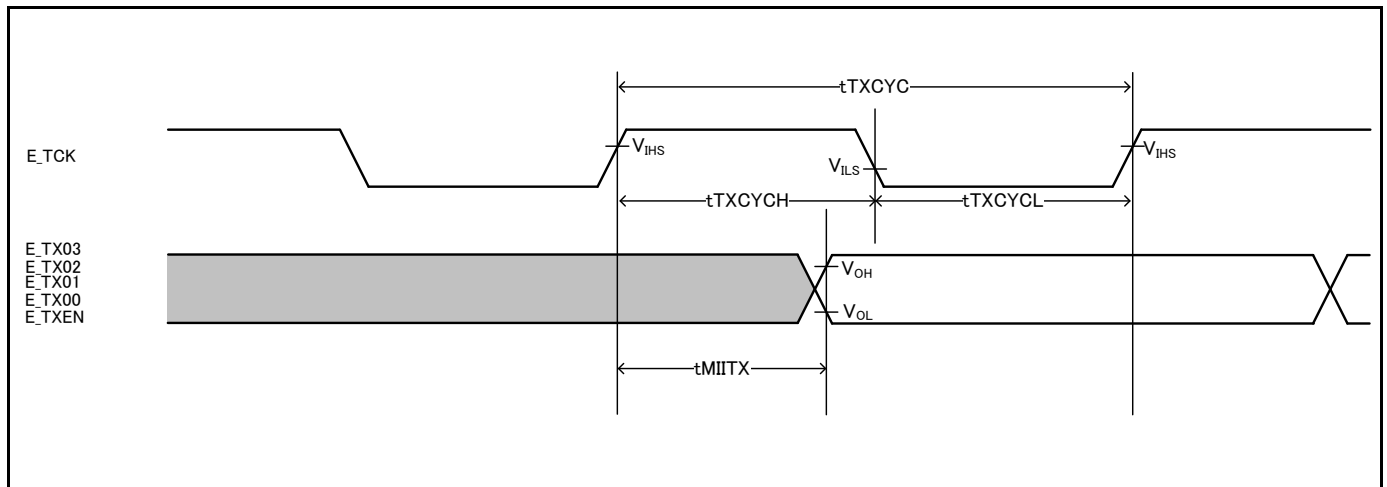 tTXCYC
E_TCK
VIHS
VILS
VIHS
tTXCYCH
tTXCYCL
E_TX03
E_TX02
E_TX01
E_TX00
E_TXEN
VOH
VOL
tMIITX